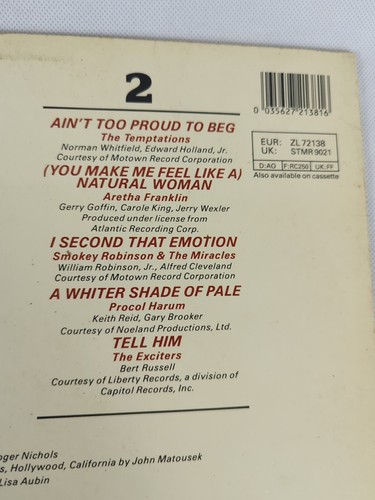 2
0 035627 213816
EUR: ZL 72138
UK: STMR 9021
D:AO F:RC250 UK:FF
Also available on cassette
AIN'T TOO PROUD TO BEG
The Temptations
Norman Whitfield, Edward Holland, Jr.
Courtesy of Motown Record Corporation
(YOU MAKE ME FEEL LIKE A)
NATURAL WOMAN
Aretha Franklin
Gerry Goffin, Carole King, Jerry Wexler
Produced under license from
Atlantic Recording Corp.
I SECOND THAT EMOTION
Smokey Robinson & The Miracles
William Robinson, Jr., Alfred Cleveland
Courtesy of Motown Record Corporation
A WHITER SHADE OF PALE
Procol Harum
Keith Reid, Gary Brooker
Courtesy of Noeland Productions, Ltd.
TELL HIM
The Exciters
Bert Russell
Courtesy of Liberty Records, a division of
Capitol Records, Inc.
oger Nichols
s, Hollywood, California by John Matousek
Lisa Aubin